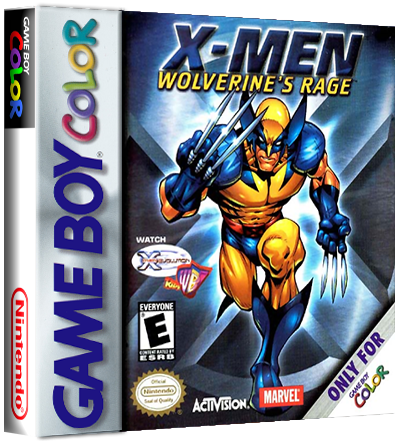 GAME BOY
COLOR
Nintendo
GAME BOY COLOR
X-MEN
WOLVERINE'S RAGE
WATCH
X-MEN
EVOLUTION
Kids WB
EVERYONE
E
CONTENT RATED BY
ESRB
Official
Nintendo
Seal of Quality
ACTIVISION
MARVEL
ONLY FOR
GAME BOY
COLOR